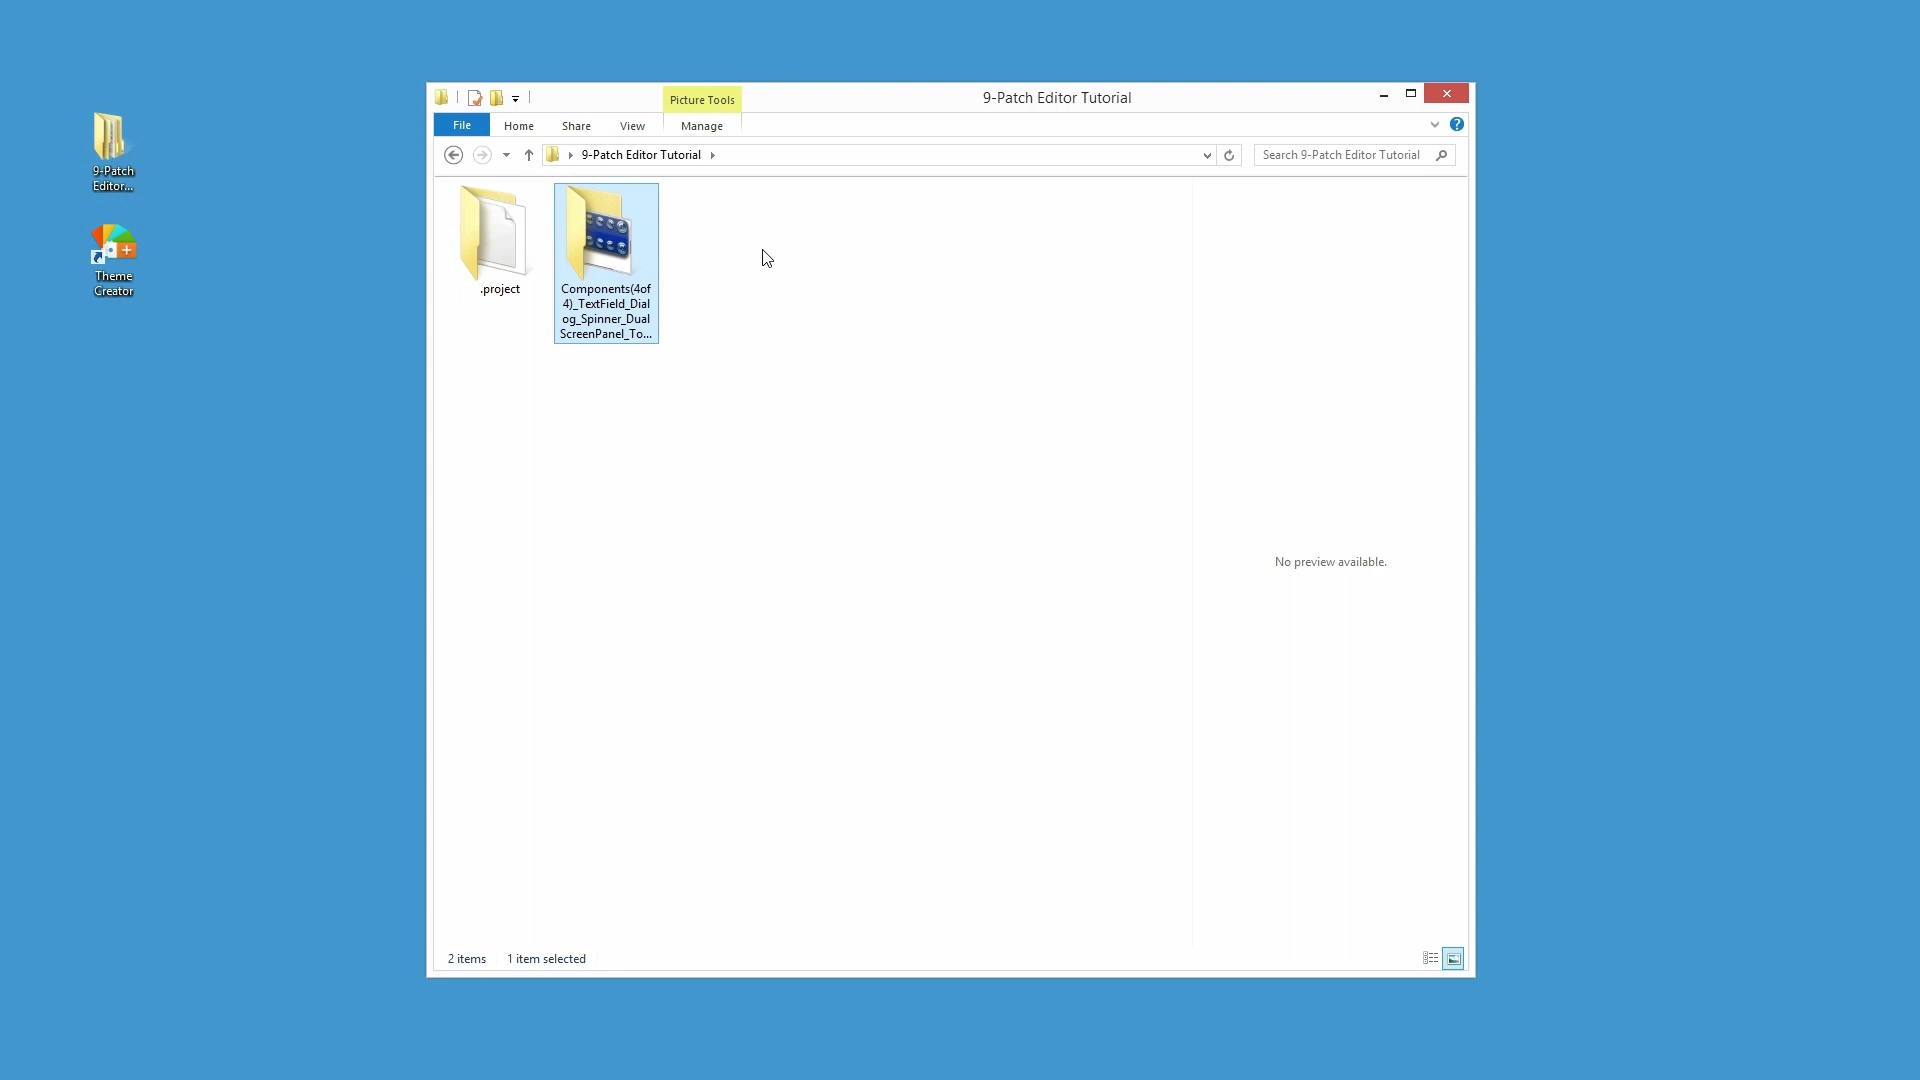 9-Patch
Editor...
Theme
Creator
Picture Tools
9-Patch Editor Tutorial
File
Home
Share
View
Manage
9-Patch Editor Tutorial
Search 9-Patch Editor Tutorial
.project
Components(4of
4)_TextField_Dial
og_Spinner_Dual
ScreenPanel_To...
No preview available.
2 items
1 item selected